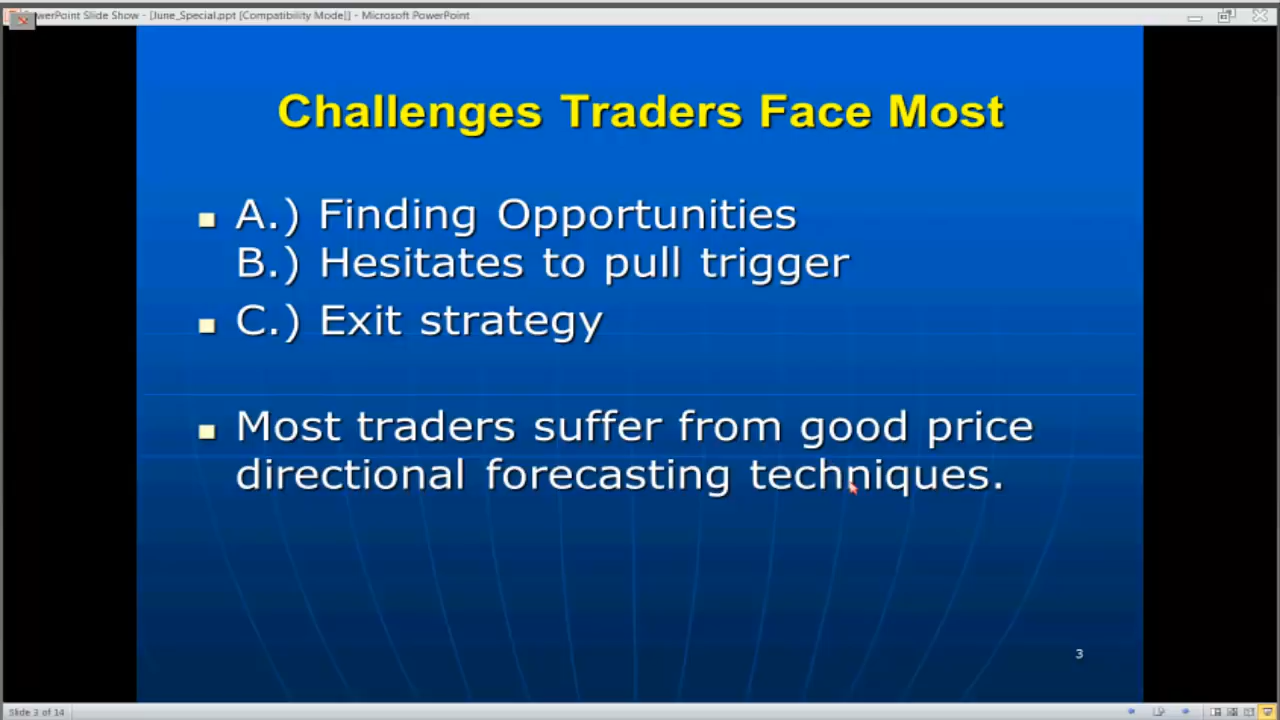 PowerPoint Slide Show - [June_Special.ppt [Compatibility Mode]] - Microsoft PowerPoint
Challenges Traders Face Most
A.) Finding Opportunities
B.) Hesitates to pull trigger
C.) Exit strategy
Most traders suffer from good price
directional forecasting techniques.
3
Slide 3 of 14